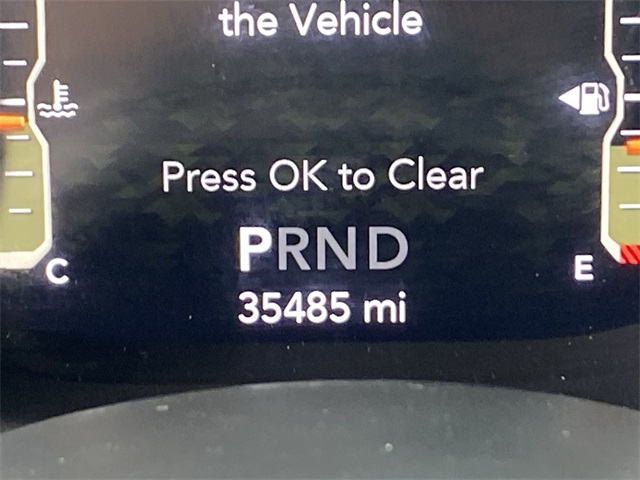 the Vehicle
Press OK to Clear
PRND
C
E
35485 mi